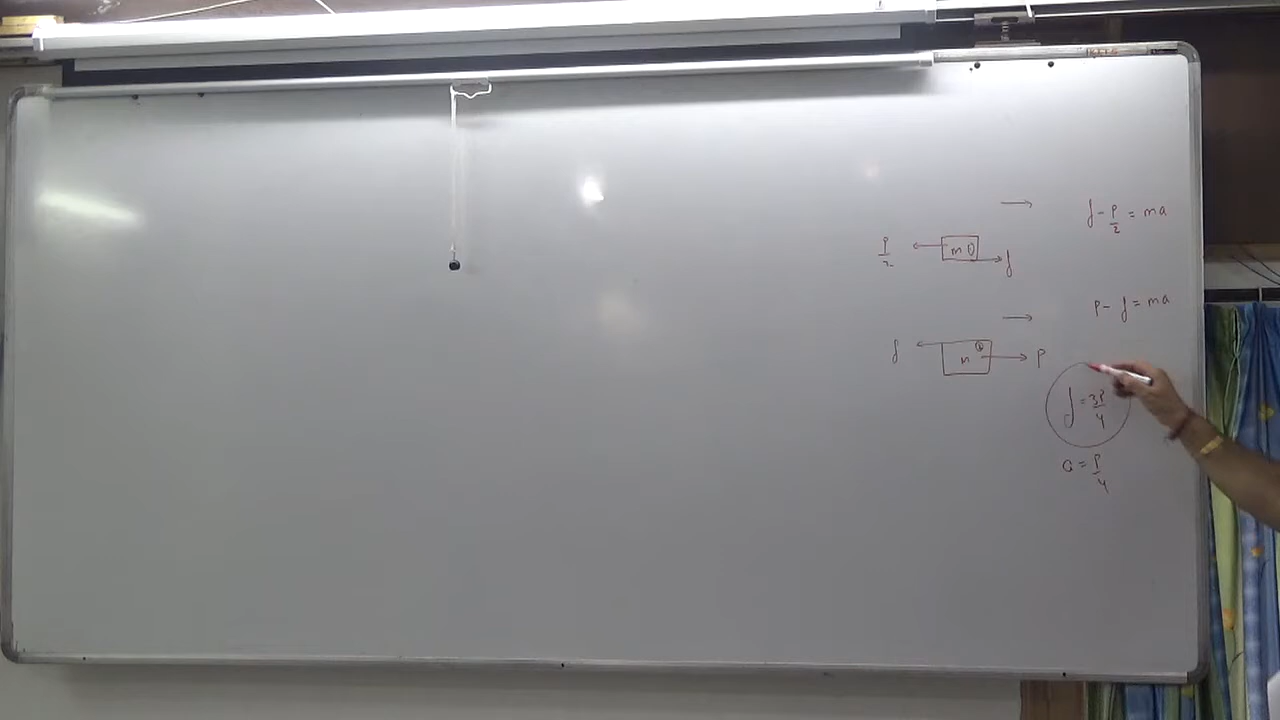 f - P/2 = ma
P/2 m ① f
P - f = ma
f m ② P
f = 3P/4
a = P/4